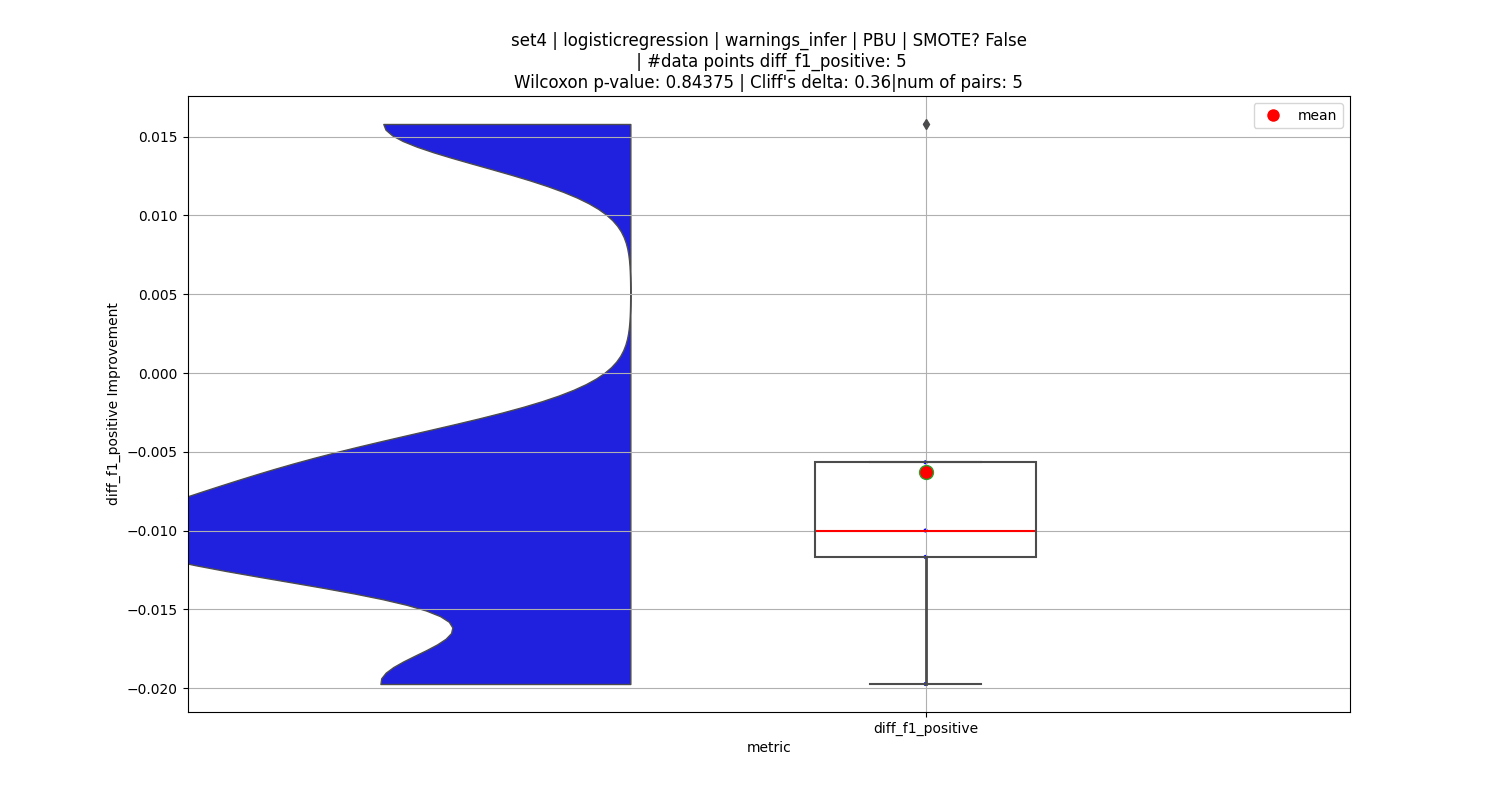 set4 | logisticregression | warnings_infer | PBU | SMOTE? False
| #data points diff_f1_positive: 5
Wilcoxon p-value: 0.84375 | Cliff's delta: 0.36|num of pairs: 5
mean
0.015
0.010
0.005
0.000
−0.005
−0.010
−0.015
−0.020
diff_f1_positive Improvement
diff_f1_positive
metric